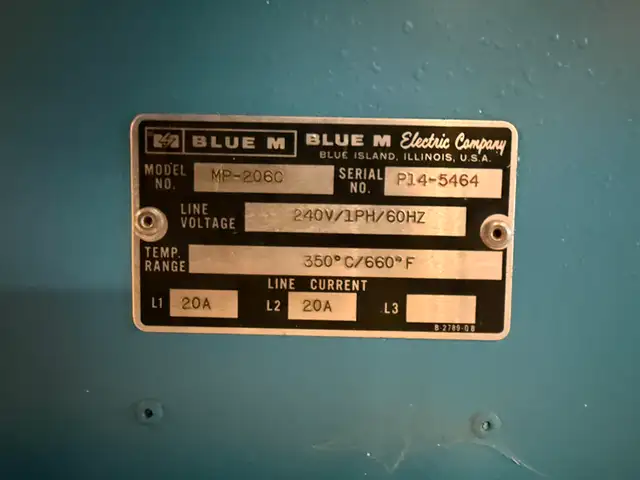 BLUE M BLUE M Electric Company
BLUE ISLAND, ILLINOIS, U.S.A.
MODEL NO. MP-206C SERIAL NO. P14-5464
LINE VOLTAGE 240V/1PH/60HZ
TEMP. RANGE 350°C/660°F
LINE CURRENT
L1 20A L2 20A L3
B-2789-QB